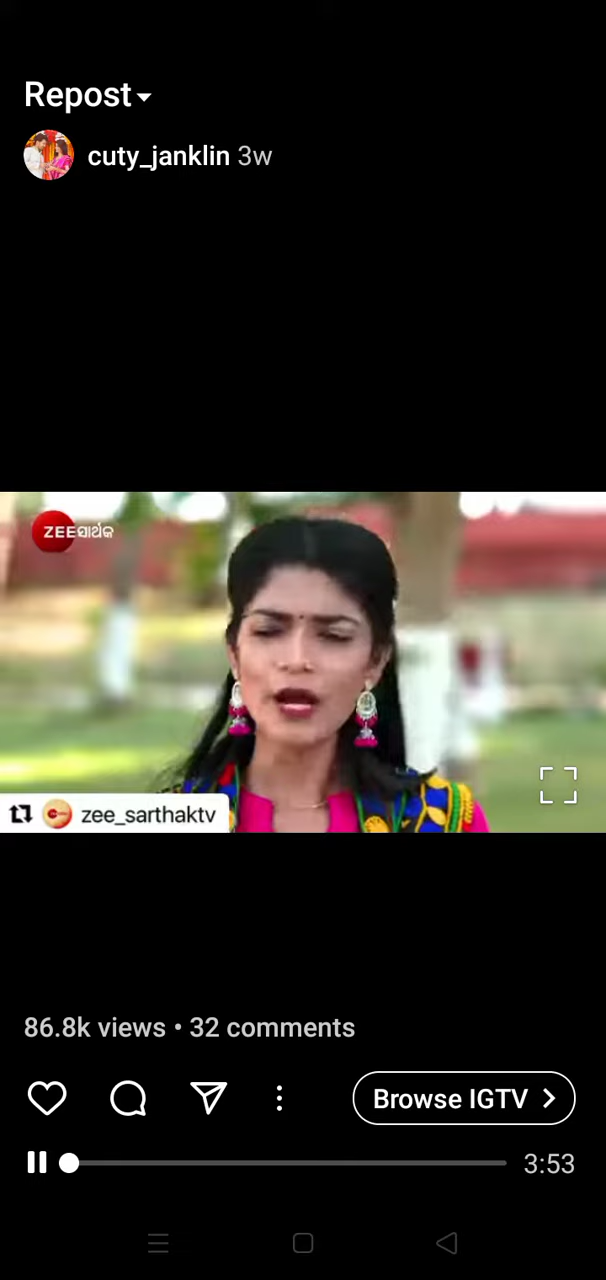 Repost
cuty_janklin 3w
ZEEସାର୍ଥକ
zee_sarthaktv
86.8k views • 32 comments
Browse IGTV
3:53